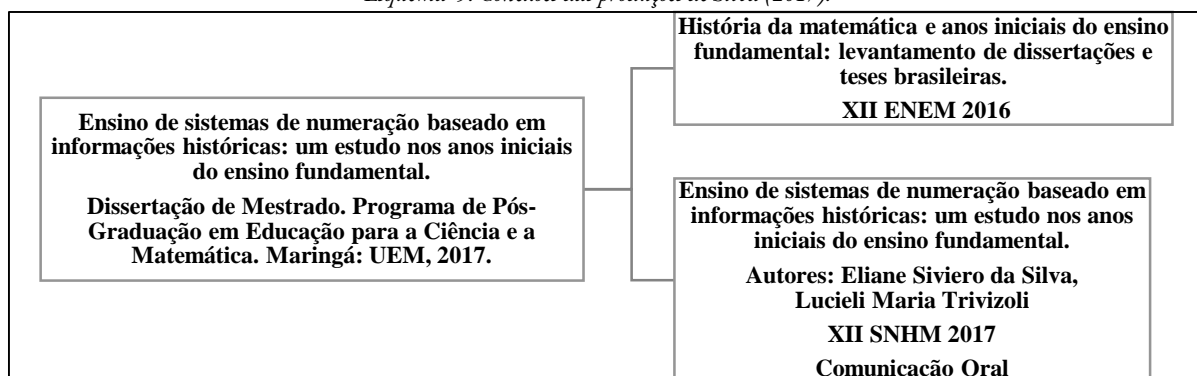 Ensino de sistemas de numeração baseado em
informações históricas: um estudo nos anos iniciais
do ensino fundamental.
Dissertação de Mestrado. Programa de Pós-
Graduação em Educação para a Ciência e a
Matemática. Maringá: UEM, 2017.
História da matemática e anos iniciais do ensino
fundamental: levantamento de dissertações e
teses brasileiras.
XII ENEM 2016
Ensino de sistemas de numeração baseado em
informações históricas: um estudo nos anos
iniciais do ensino fundamental.
Autores: Eliane Siviero da Silva,
Lucieli Maria Trivizoli
XII SNHM 2017
Comunicação Oral